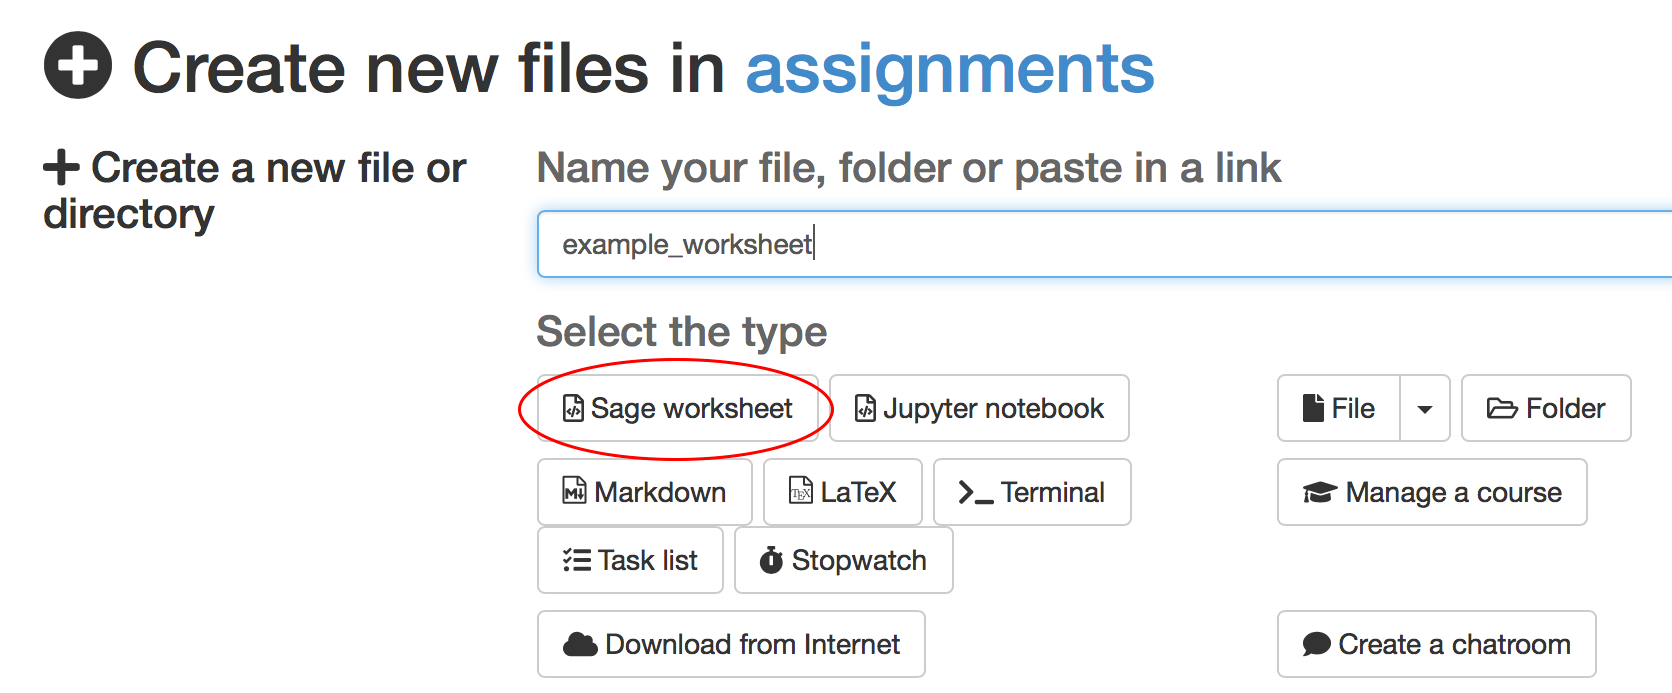 Create new files in assignments
Create a new file or
directory
Name your file, folder or paste in a link
example_worksheet
Select the type
Sage worksheet Jupyter notebook File Folder
Markdown LaTeX Terminal Manage a course
Task list Stopwatch
Download from Internet Create a chatroom